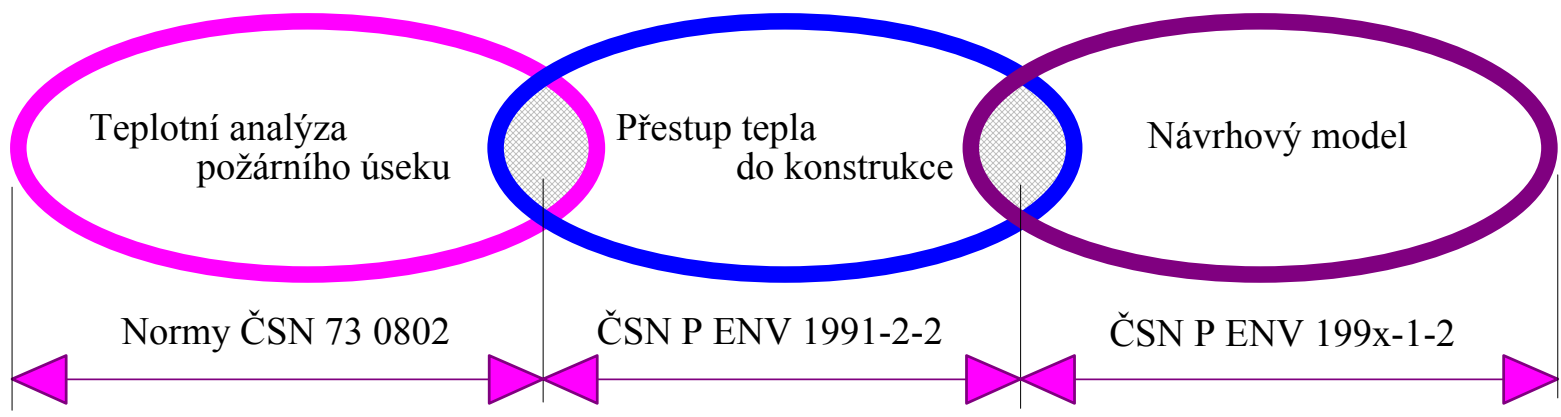 Teplotní analýza
požárního úseku
Přestup tepla
do konstrukce
Návrhový model
Normy ČSN 73 0802
ČSN P ENV 1991-2-2
ČSN P ENV 199x-1-2